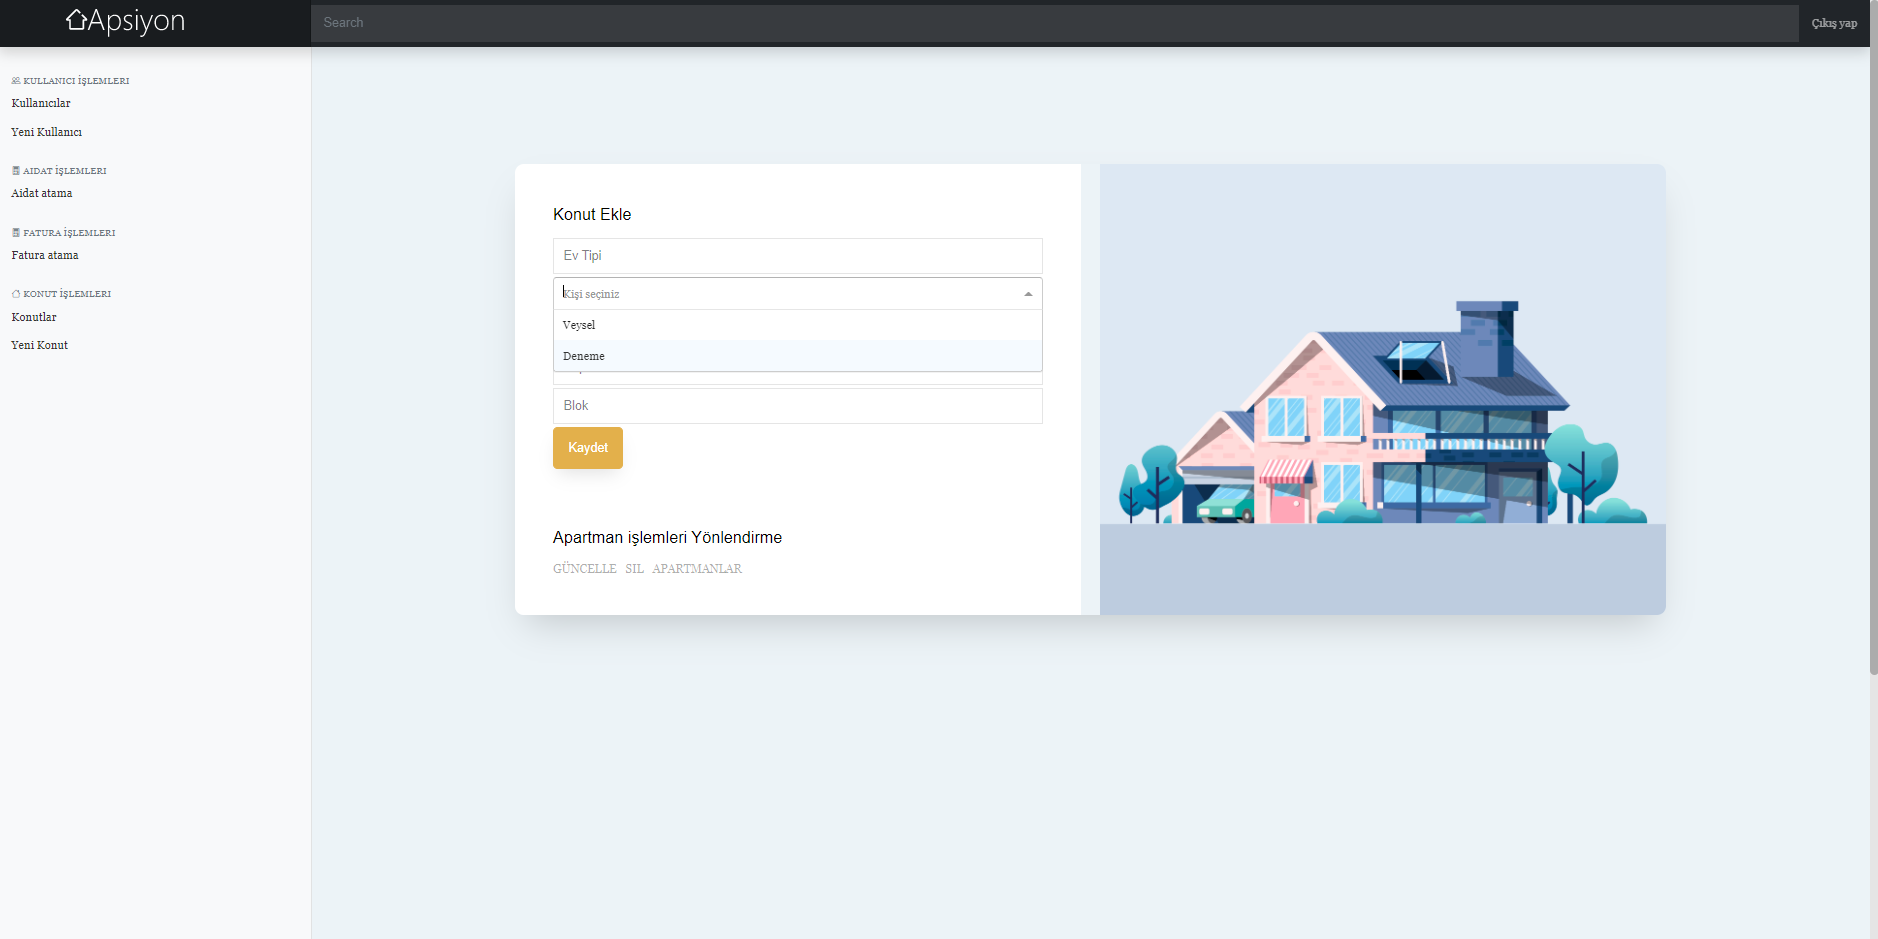 Apsiyon
Search
Çıkış yap
KULLANICI İŞLEMLERI
Kullanıcılar
Yeni Kullanıcı
AIDAT İŞLEMLERI
Aidat atama
FATURA İŞLEMLERI
Fatura atama
KONUT İŞLEMLERI
Konutlar
Yeni Konut
Konut Ekle
Ev Tipi
Kişi seçiniz
Veysel
Deneme
Blok
Kaydet
Apartman işlemleri Yönlendirme
GÜNCELLE SIL APARTMANLAR